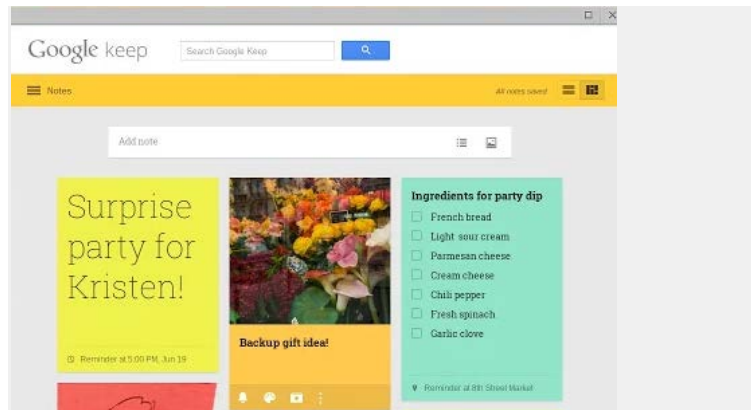 Google keep
Search Google Keep
Notes
All notes saved
Add note
Surprise
party for
Kristen!
Reminder at 5:00 PM, Jun 19
Backup gift idea!
Ingredients for party dip
French bread
Light sour cream
Parmesan cheese
Cream cheese
Chili pepper
Fresh spinach
Garlic clove
Reminder at 8th Street Market